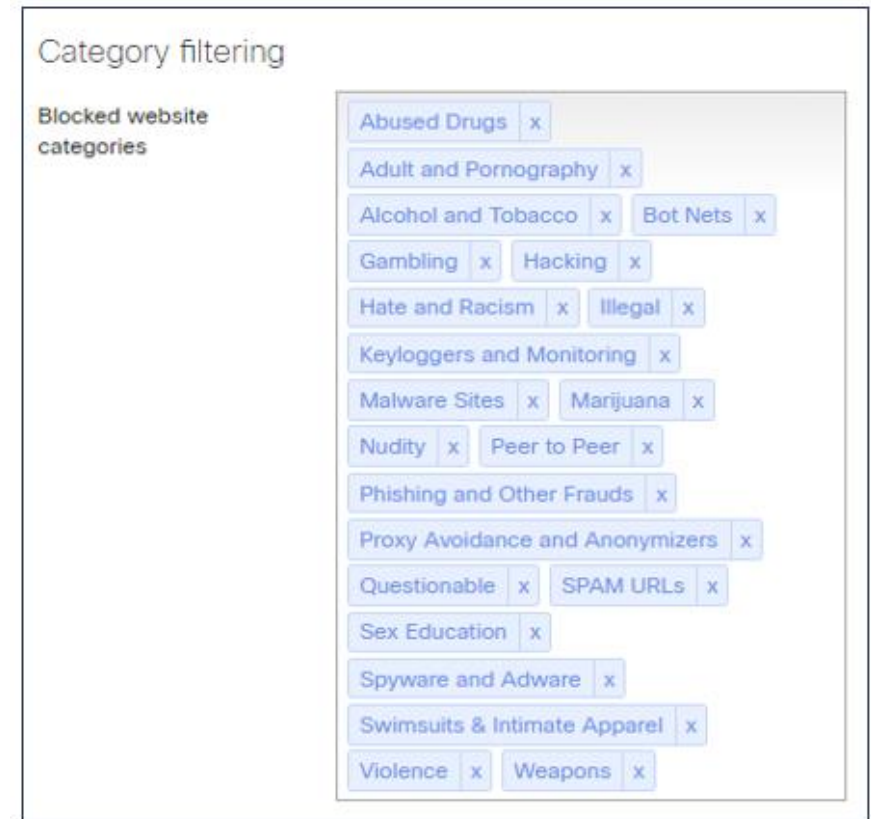 Category filtering
Blocked website
categories
Abused Drugs x
Adult and Pornography x
Alcohol and Tobacco x Bot Nets x
Gambling x Hacking x
Hate and Racism x Illegal x
Keyloggers and Monitoring x
Malware Sites x Marijuana x
Nudity x Peer to Peer x
Phishing and Other Frauds x
Proxy Avoidance and Anonymizers x
Questionable x SPAM URLs x
Sex Education x
Spyware and Adware x
Swimsuits & Intimate Apparel x
Violence x Weapons x